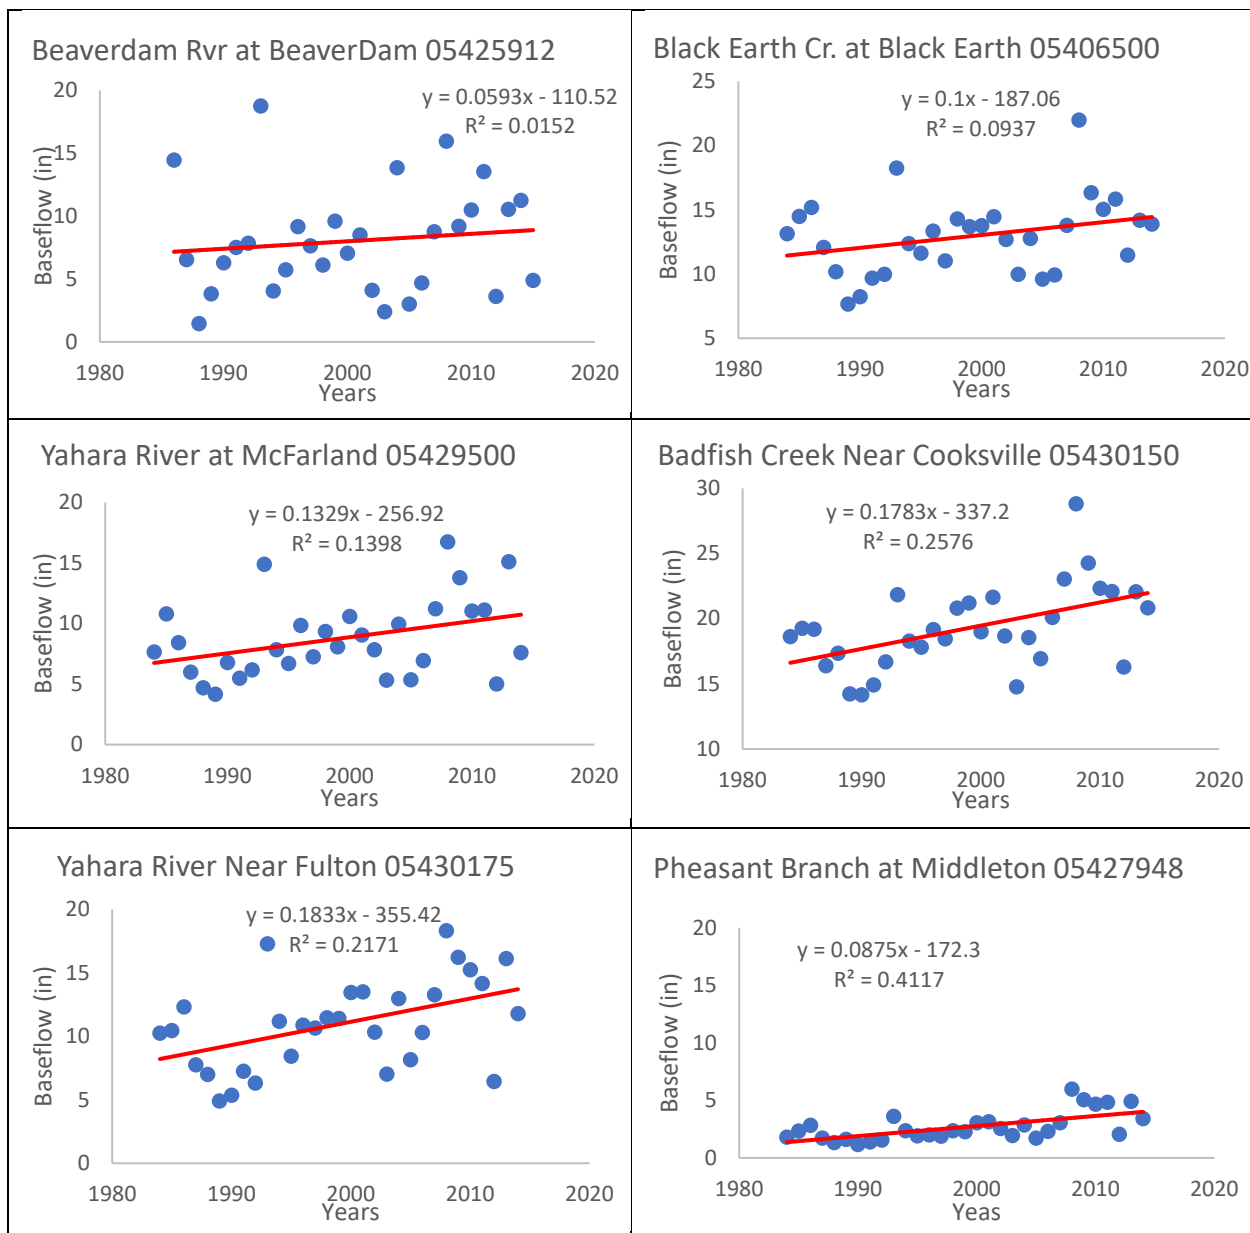 Beaverdam Rvr at BeaverDam 05425912
y = 0.0593x - 110.52
R² = 0.0152
20
15
10
5
0
Baseflow (in)
1980 1990 2000 2010 2020
Years
Black Earth Cr. at Black Earth 05406500
y = 0.1x - 187.06
R² = 0.0937
25
20
15
10
5
Baseflow (in)
1980 1990 2000 2010 2020
Years
Yahara River at McFarland 05429500
y = 0.1329x - 256.92
R² = 0.1398
20
15
10
5
0
Baseflow (in)
1980 1990 2000 2010 2020
Years
Badfish Creek Near Cooksville 05430150
y = 0.1783x - 337.2
R² = 0.2576
30
25
20
15
10
Baseflow (in)
1980 1990 2000 2010 2020
Years
Yahara River Near Fulton 05430175
y = 0.1833x - 355.42
R² = 0.2171
20
15
10
5
0
Baseflow (in)
1980 1990 2000 2010 2020
Years
Pheasant Branch at Middleton 05427948
y = 0.0875x - 172.3
R² = 0.4117
20
15
10
5
0
Baseflow (in)
1980 1990 2000 2010 2020
Yeas